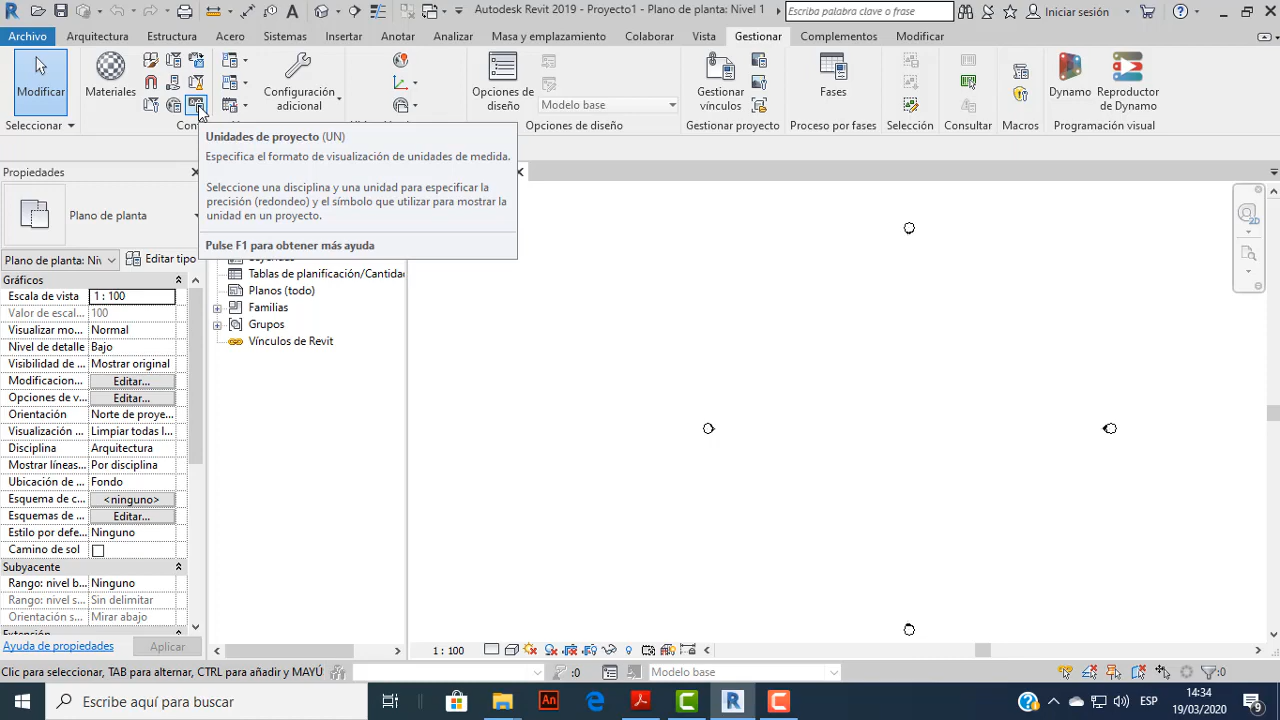 Autodesk Revit 2019 - Proyecto1 - Plano de planta: Nivel 1
Escriba palabra clave o frase
Iniciar sesión
Archivo
Arquitectura
Estructura
Acero
Sistemas
Insertar
Anotar
Analizar
Masa y emplazamiento
Colaborar
Vista
Gestionar
Complementos
Modificar
Modificar
Materiales
Configuración
adicional
Opciones de
diseño
Modelo base
Gestionar
vínculos
Fases
Dynamo
Reproductor
de Dynamo
Seleccionar
Opciones de diseño
Gestionar proyecto
Proceso por fases
Selección
Consultar
Macros
Programación visual
Unidades de proyecto (UN)
Especifica el formato de visualización de unidades de medida.
Seleccione una disciplina y una unidad para especificar la
precisión (redondeo) y el símbolo que utilizar para mostrar la
unidad en un proyecto.
Pulse F1 para obtener más ayuda
Propiedades
Plano de planta
Plano de planta: Niv
Editar tipo
Gráficos
Escala de vista 1 : 100
Valor de escal... 100
Visualizar mo... Normal
Nivel de detalle Bajo
Visibilidad de ... Mostrar original
Modificacion... Editar...
Opciones de v... Editar...
Orientación Norte de proye...
Visualización ... Limpiar todas l...
Disciplina Arquitectura
Mostrar líneas... Por disciplina
Ubicación de ... Fondo
Esquema de c... <ninguno>
Esquemas de ... Editar...
Estilo por defe... Ninguno
Camino de sol
Subyacente
Rango: nivel b... Ninguno
Rango: nivel s... Sin delimitar
Orientación s... Mirar abajo
Ayuda de propiedades
Aplicar
Tablas de planificación/Cantida
Planos (todo)
Familias
Grupos
Vínculos de Revit
2D
1 : 100
Clic para seleccionar, TAB para alternar, CTRL para añadir y MAYÚ
:0
Modelo base
:0
Escribe aquí para buscar
ESP
14:34
19/03/2020